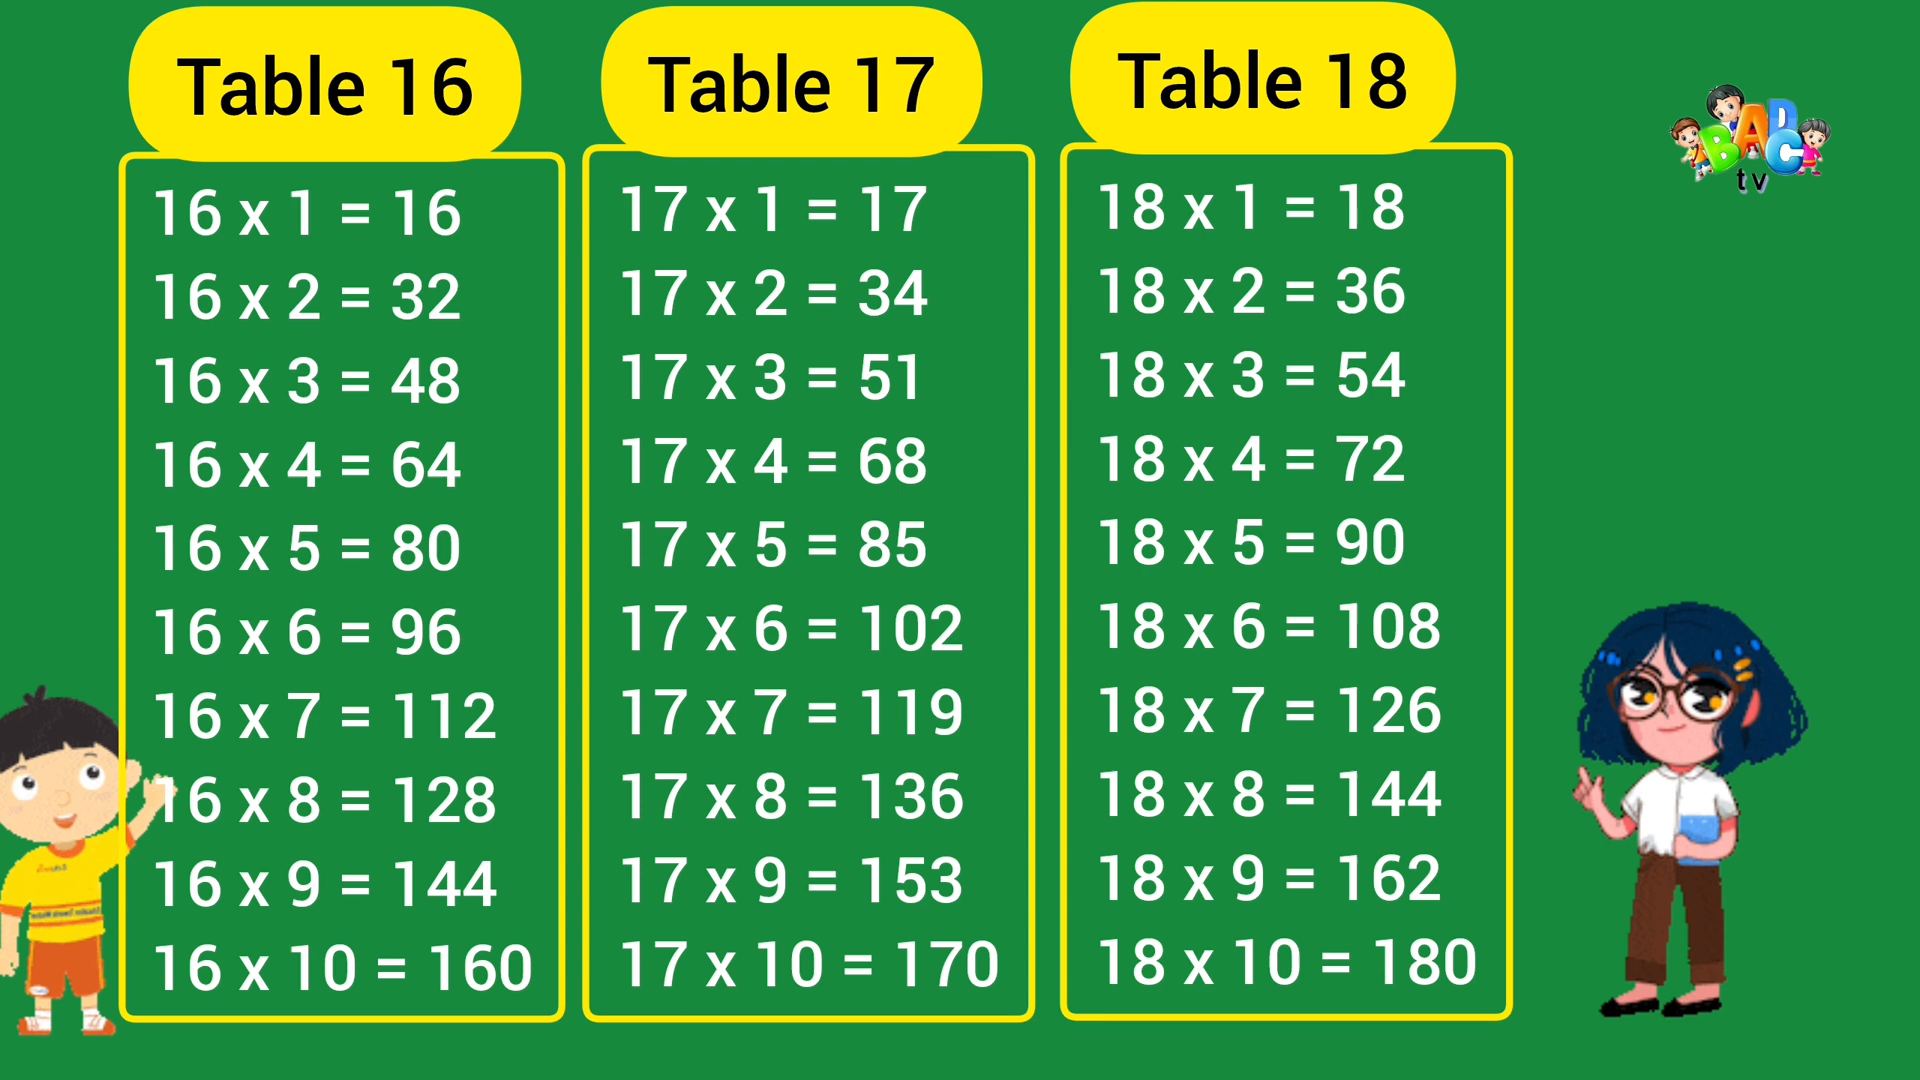 Table 16
16 x 1 = 16
16 x 2 = 32
16 x 3 = 48
16 x 4 = 64
16 x 5 = 80
16 x 6 = 96
16 x 7 = 112
16 x 8 = 128
16 x 9 = 144
16 x 10 = 160
Table 17
17 x 1 = 17
17 x 2 = 34
17 x 3 = 51
17 x 4 = 68
17 x 5 = 85
17 x 6 = 102
17 x 7 = 119
17 x 8 = 136
17 x 9 = 153
17 x 10 = 170
Table 18
18 x 1 = 18
18 x 2 = 36
18 x 3 = 54
18 x 4 = 72
18 x 5 = 90
18 x 6 = 108
18 x 7 = 126
18 x 8 = 144
18 x 9 = 162
18 x 10 = 180
BADC
tv